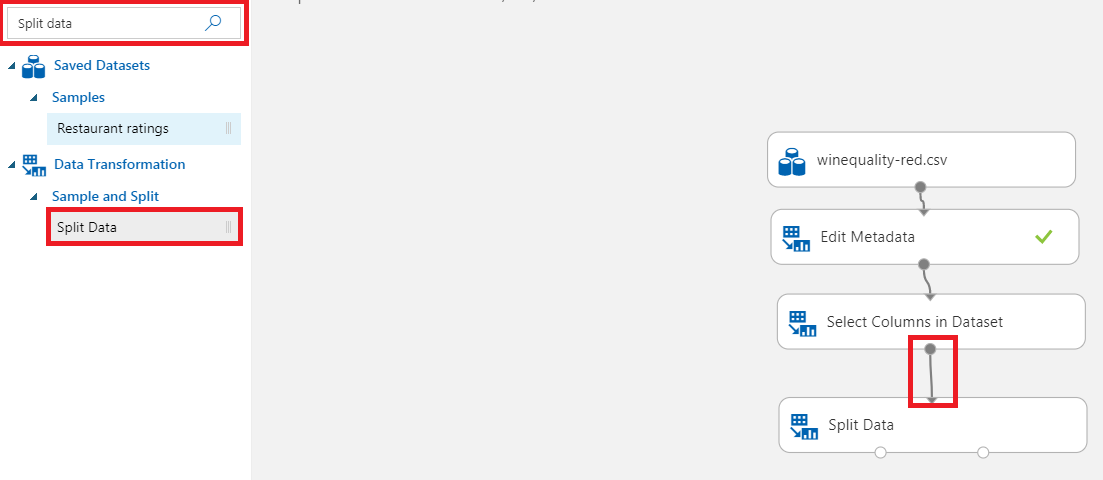 Split data
Saved Datasets
Samples
Restaurant ratings
Data Transformation
Sample and Split
Split Data
winequality-red.csv
Edit Metadata
Select Columns in Dataset
Split Data